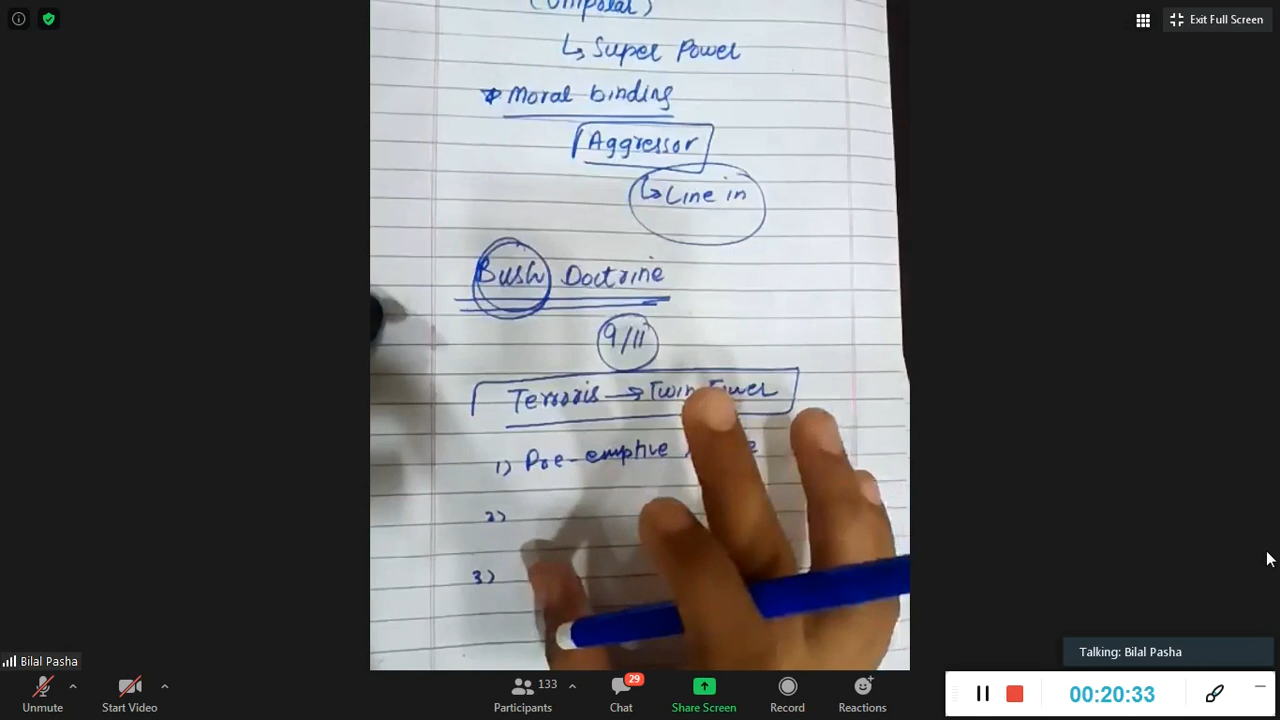 Exit Full Screen
(Unipolar)
↳ Super Power
* Moral binding
Aggressor
↳ Line in
Bush Doctrine
9/11
Terroris → Twin Tower
1) Pre-emptive
2)
3)
Bilal Pasha
Talking: Bilal Pasha
Unmute
Start Video
133
Participants
29
Chat
Share Screen
Record
Reactions
00:20:33